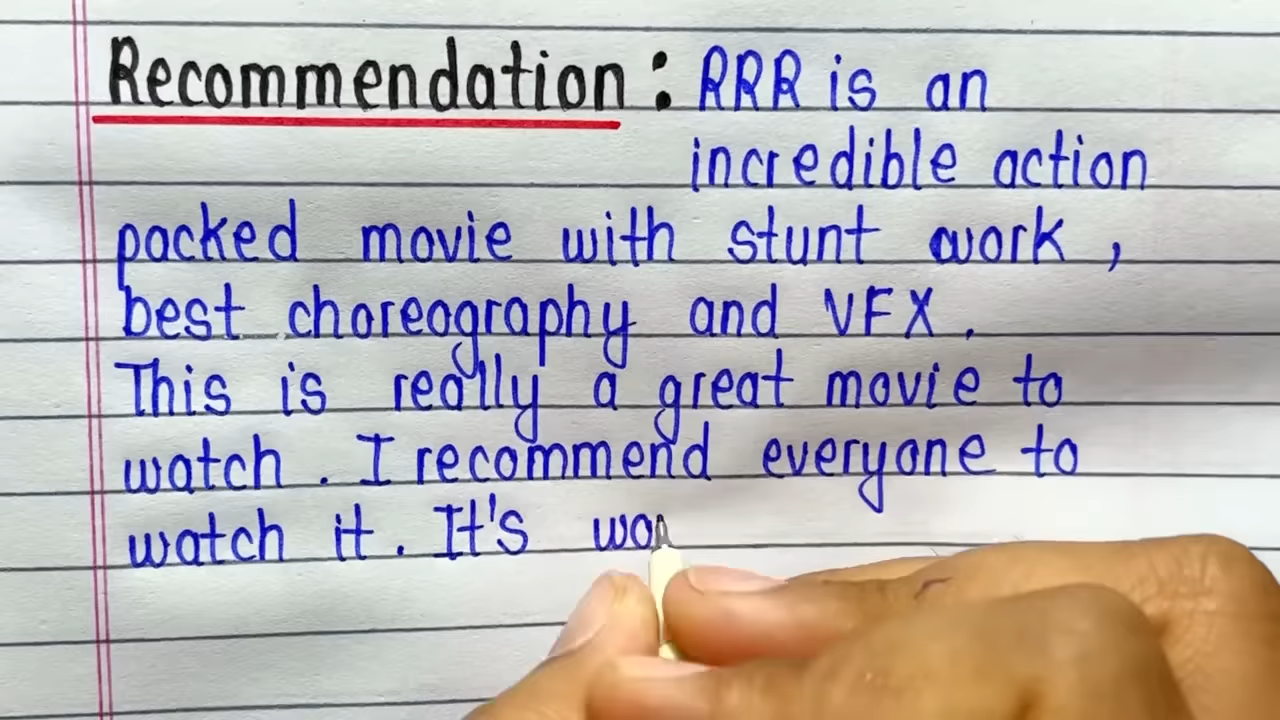 Recommendation : RRR is an
incredible action
packed movie with stunt work ,
best choreography and VFX .
This is really a great movie to
watch . I recommend everyone to
watch it . It's